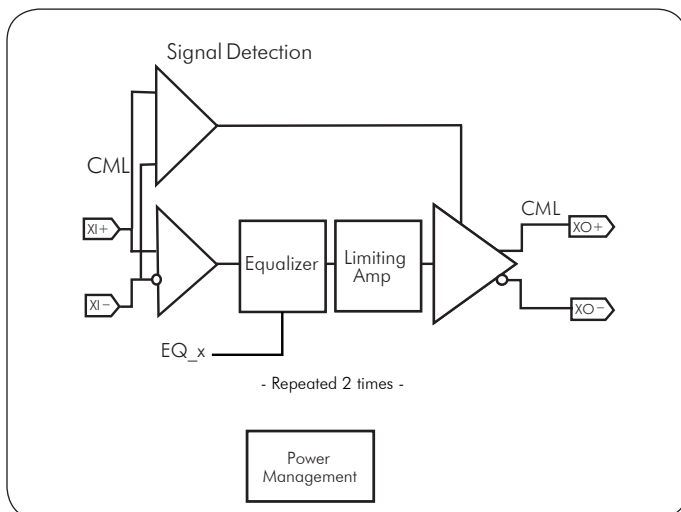 Signal Detection
CML
XI+
XI−
Equalizer
Limiting
Amp
CML
XO+
XO−
EQ_x
- Repeated 2 times -
Power
Management